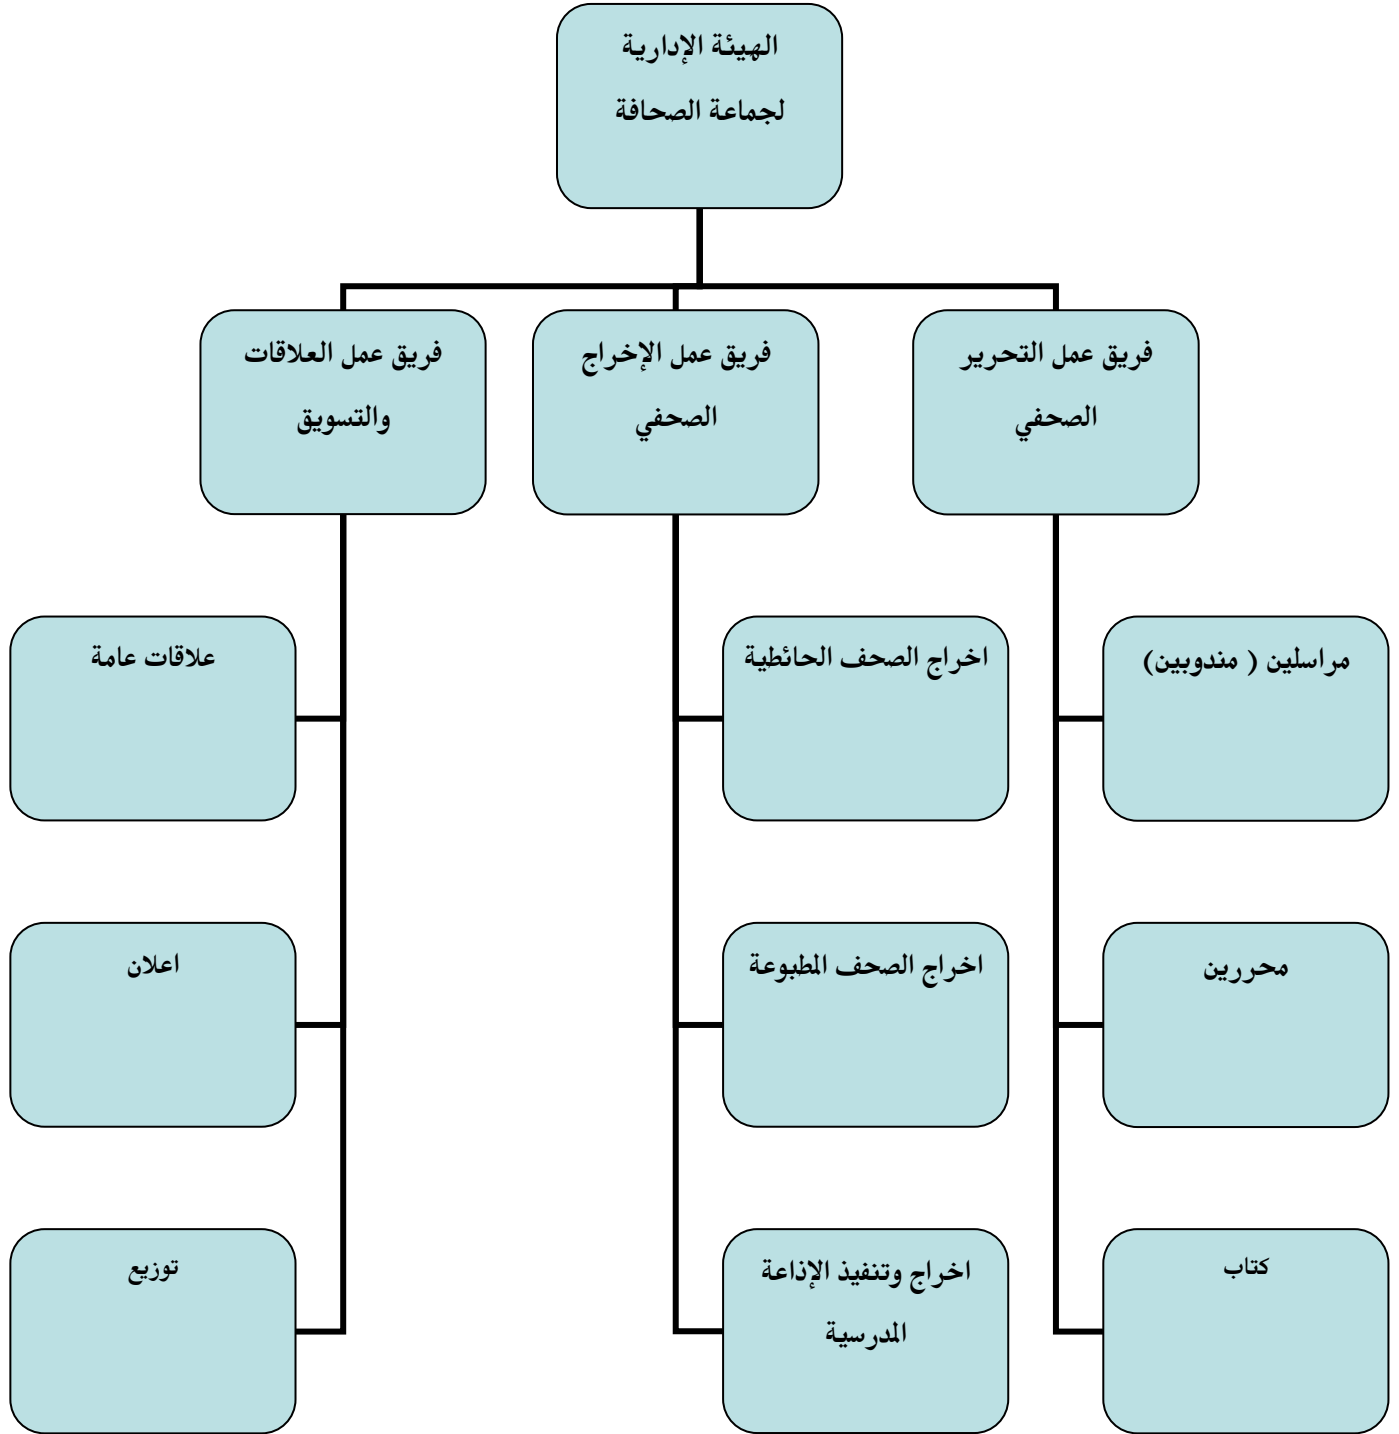 الهيئة الإدارية
لجماعة الصحافة
فريق عمل التحرير
الصحفي
فريق عمل الإخراج
الصحفي
فريق عمل العلاقات
والتسويق
مراسلين ( مندوبين)
اخراج الصحف الحائطية
علاقات عامة
محررين
اخراج الصحف المطبوعة
اعلان
كتاب
اخراج وتنفيذ الإذاعة
المدرسية
توزيع